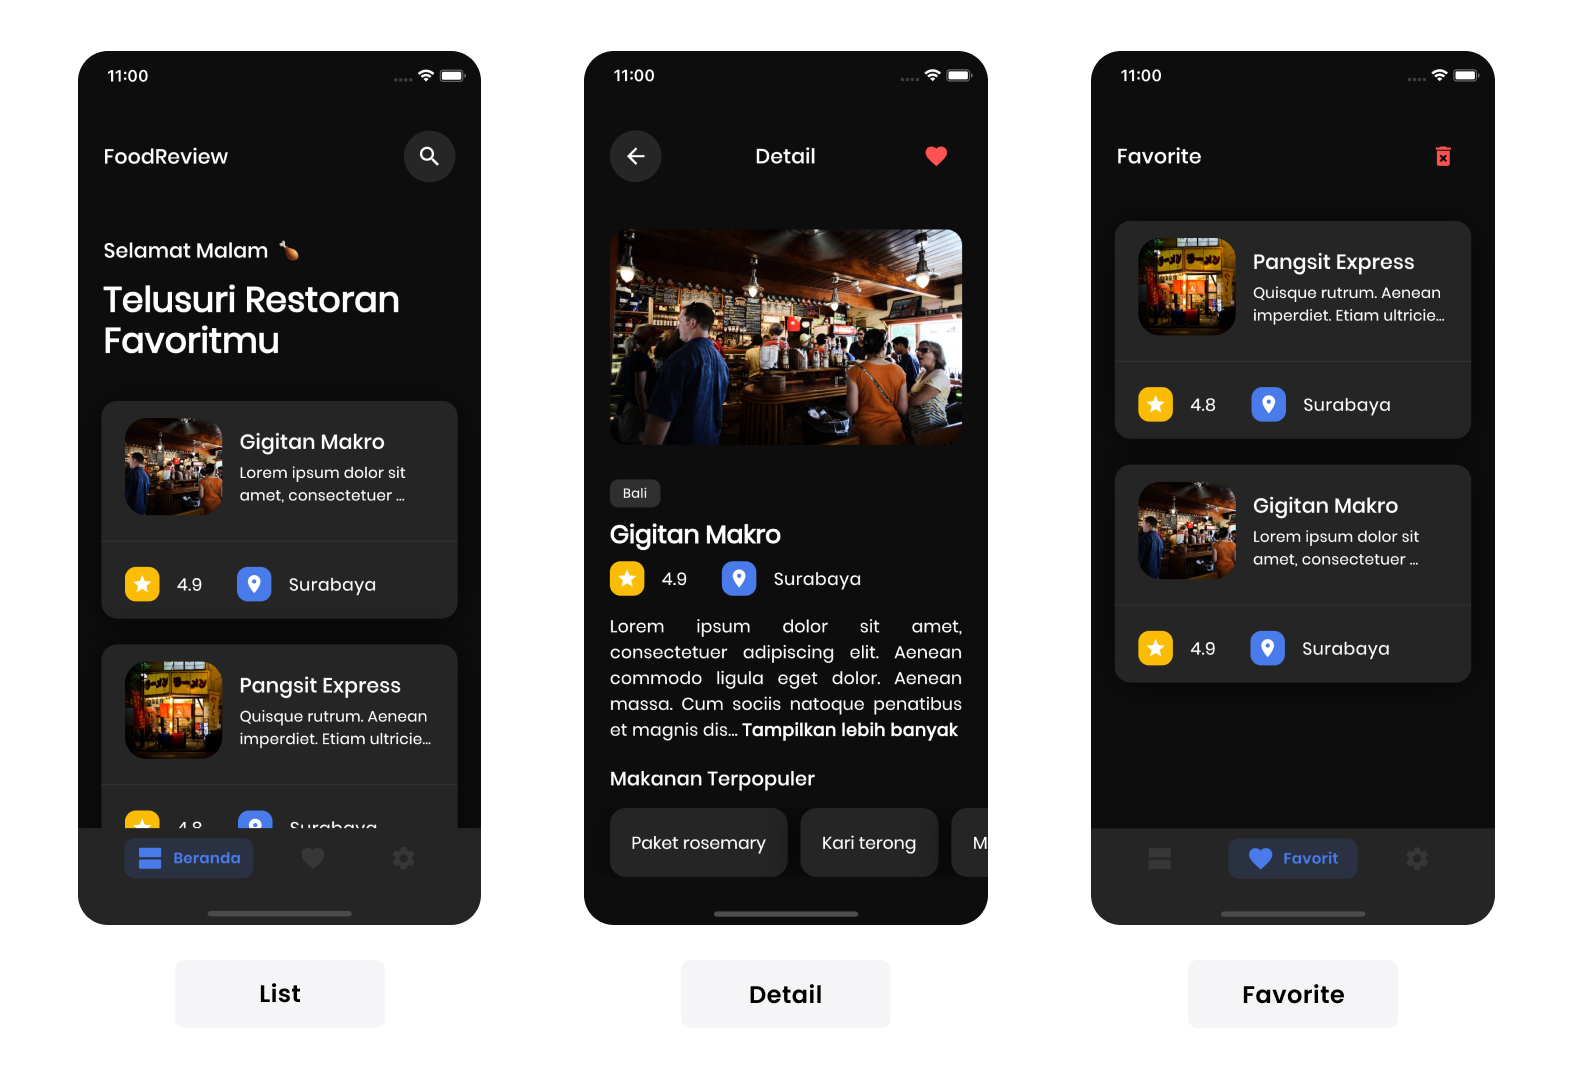 11:00
FoodReview
Selamat Malam
Telusuri Restoran
Favoritmu
Gigitan Makro
Lorem ipsum dolor sit
amet, consectetuer ...
4.9
Surabaya
Pangsit Express
Quisque rutrum. Aenean
imperdiet. Etiam ultricie...
4.8
Surabaya
Beranda
List
11:00
Detail
Bali
Gigitan Makro
4.9
Surabaya
Lorem ipsum dolor sit amet,
consectetuer adipiscing elit. Aenean
commodo ligula eget dolor. Aenean
massa. Cum sociis natoque penatibus
et magnis dis... Tampilkan lebih banyak
Makanan Terpopuler
Paket rosemary
Kari terong
M
Detail
11:00
Favorite
Pangsit Express
Quisque rutrum. Aenean
imperdiet. Etiam ultricie...
4.8
Surabaya
Gigitan Makro
Lorem ipsum dolor sit
amet, consectetuer ...
4.9
Surabaya
Favorit
Favorite